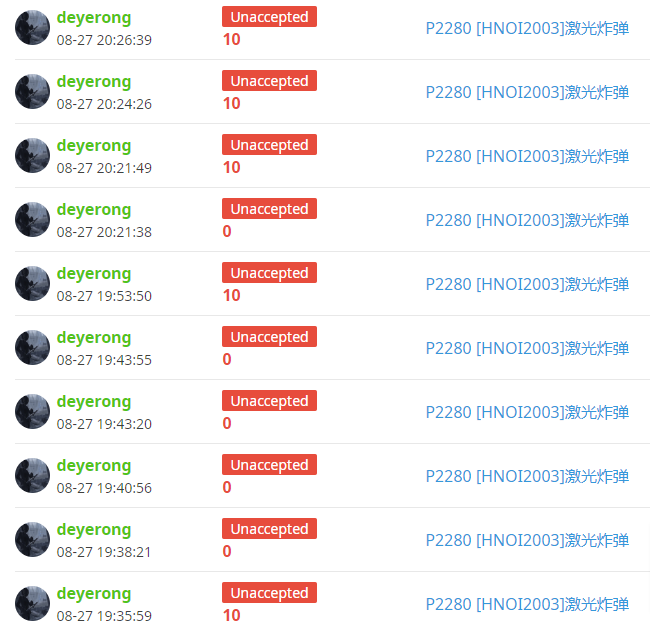 deyerong Unaccepted
08-27 20:26:39 10 P2280 [HNOI2003]激光炸弹
deyerong Unaccepted
08-27 20:24:26 10 P2280 [HNOI2003]激光炸弹
deyerong Unaccepted
08-27 20:21:49 10 P2280 [HNOI2003]激光炸弹
deyerong Unaccepted
08-27 20:21:38 0 P2280 [HNOI2003]激光炸弹
deyerong Unaccepted
08-27 19:53:50 10 P2280 [HNOI2003]激光炸弹
deyerong Unaccepted
08-27 19:43:55 0 P2280 [HNOI2003]激光炸弹
deyerong Unaccepted
08-27 19:43:20 0 P2280 [HNOI2003]激光炸弹
deyerong Unaccepted
08-27 19:40:56 0 P2280 [HNOI2003]激光炸弹
deyerong Unaccepted
08-27 19:38:21 0 P2280 [HNOI2003]激光炸弹
deyerong Unaccepted
08-27 19:35:59 10 P2280 [HNOI2003]激光炸弹